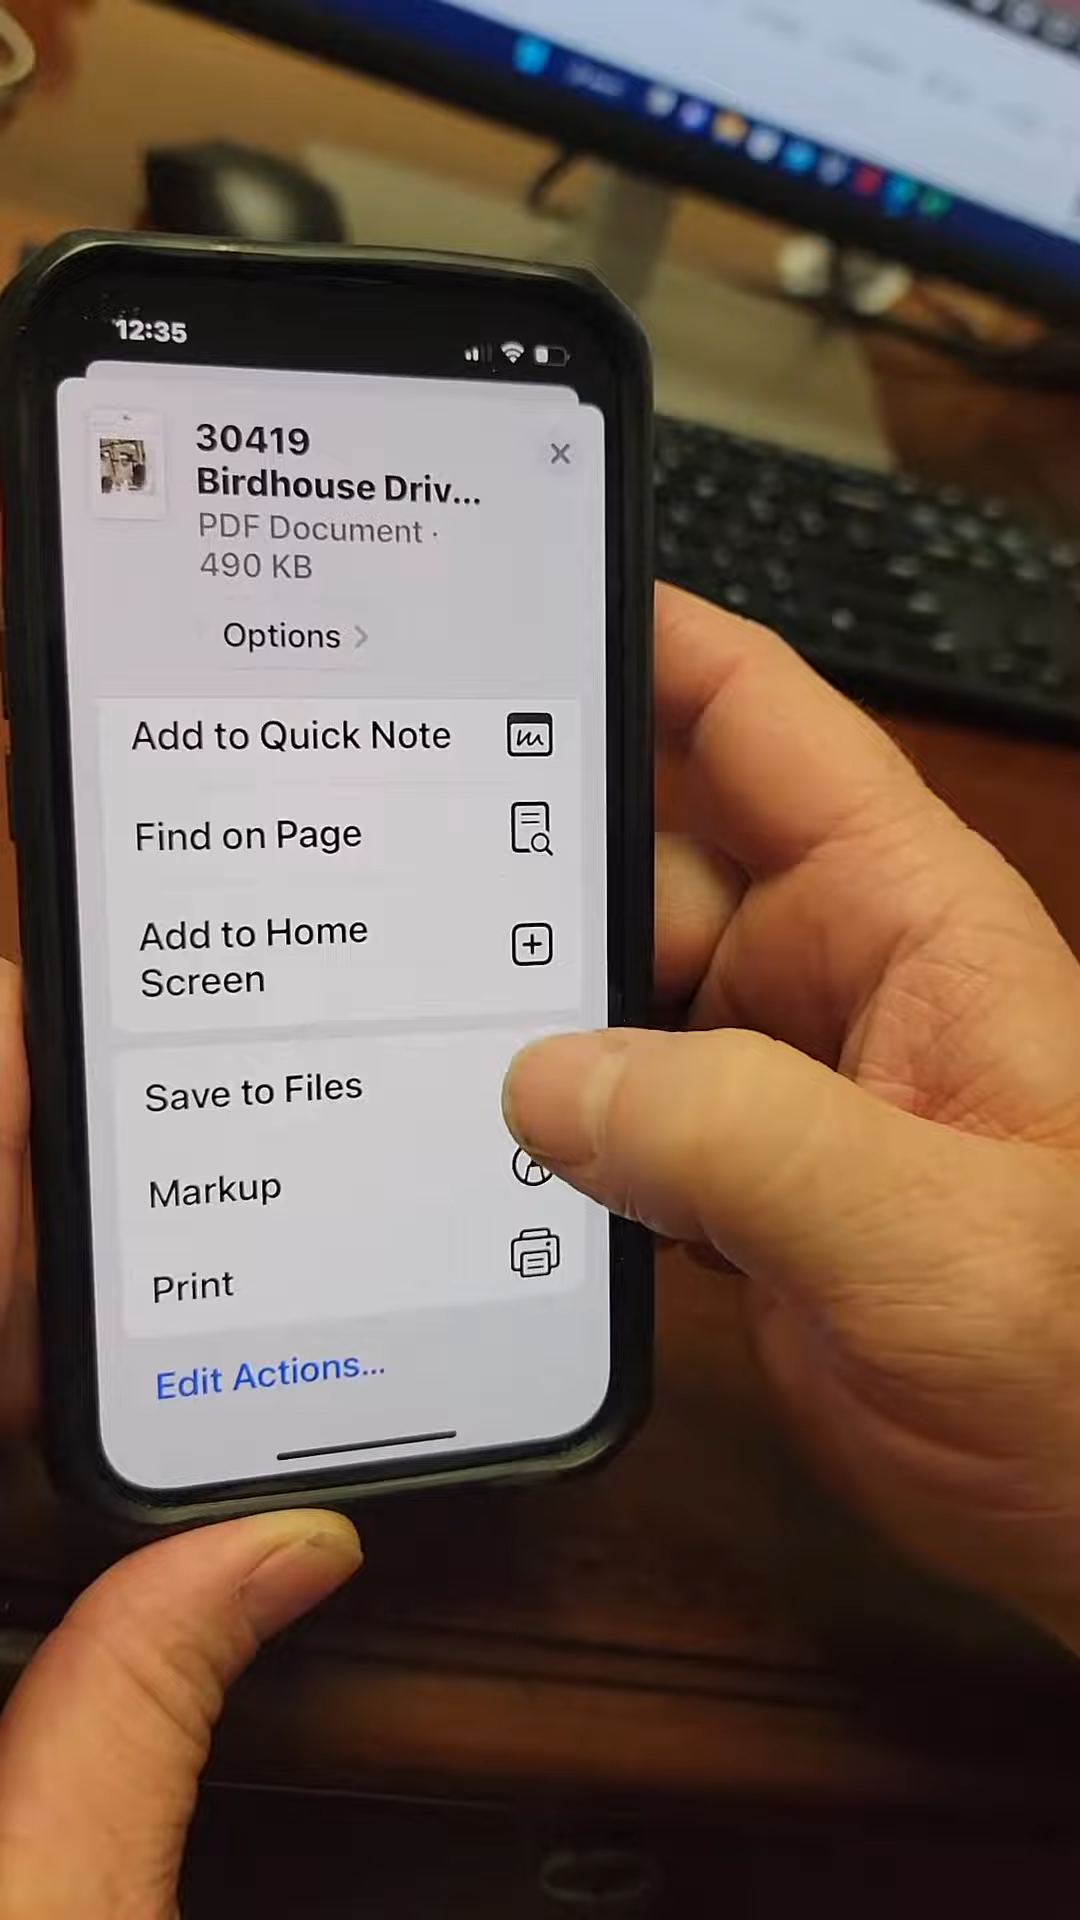 12:35
30419
Birdhouse Driv...
PDF Document ·
490 KB
Options
Add to Quick Note
Find on Page
Add to Home
Screen
Save to Files
Markup
Print
Edit Actions...